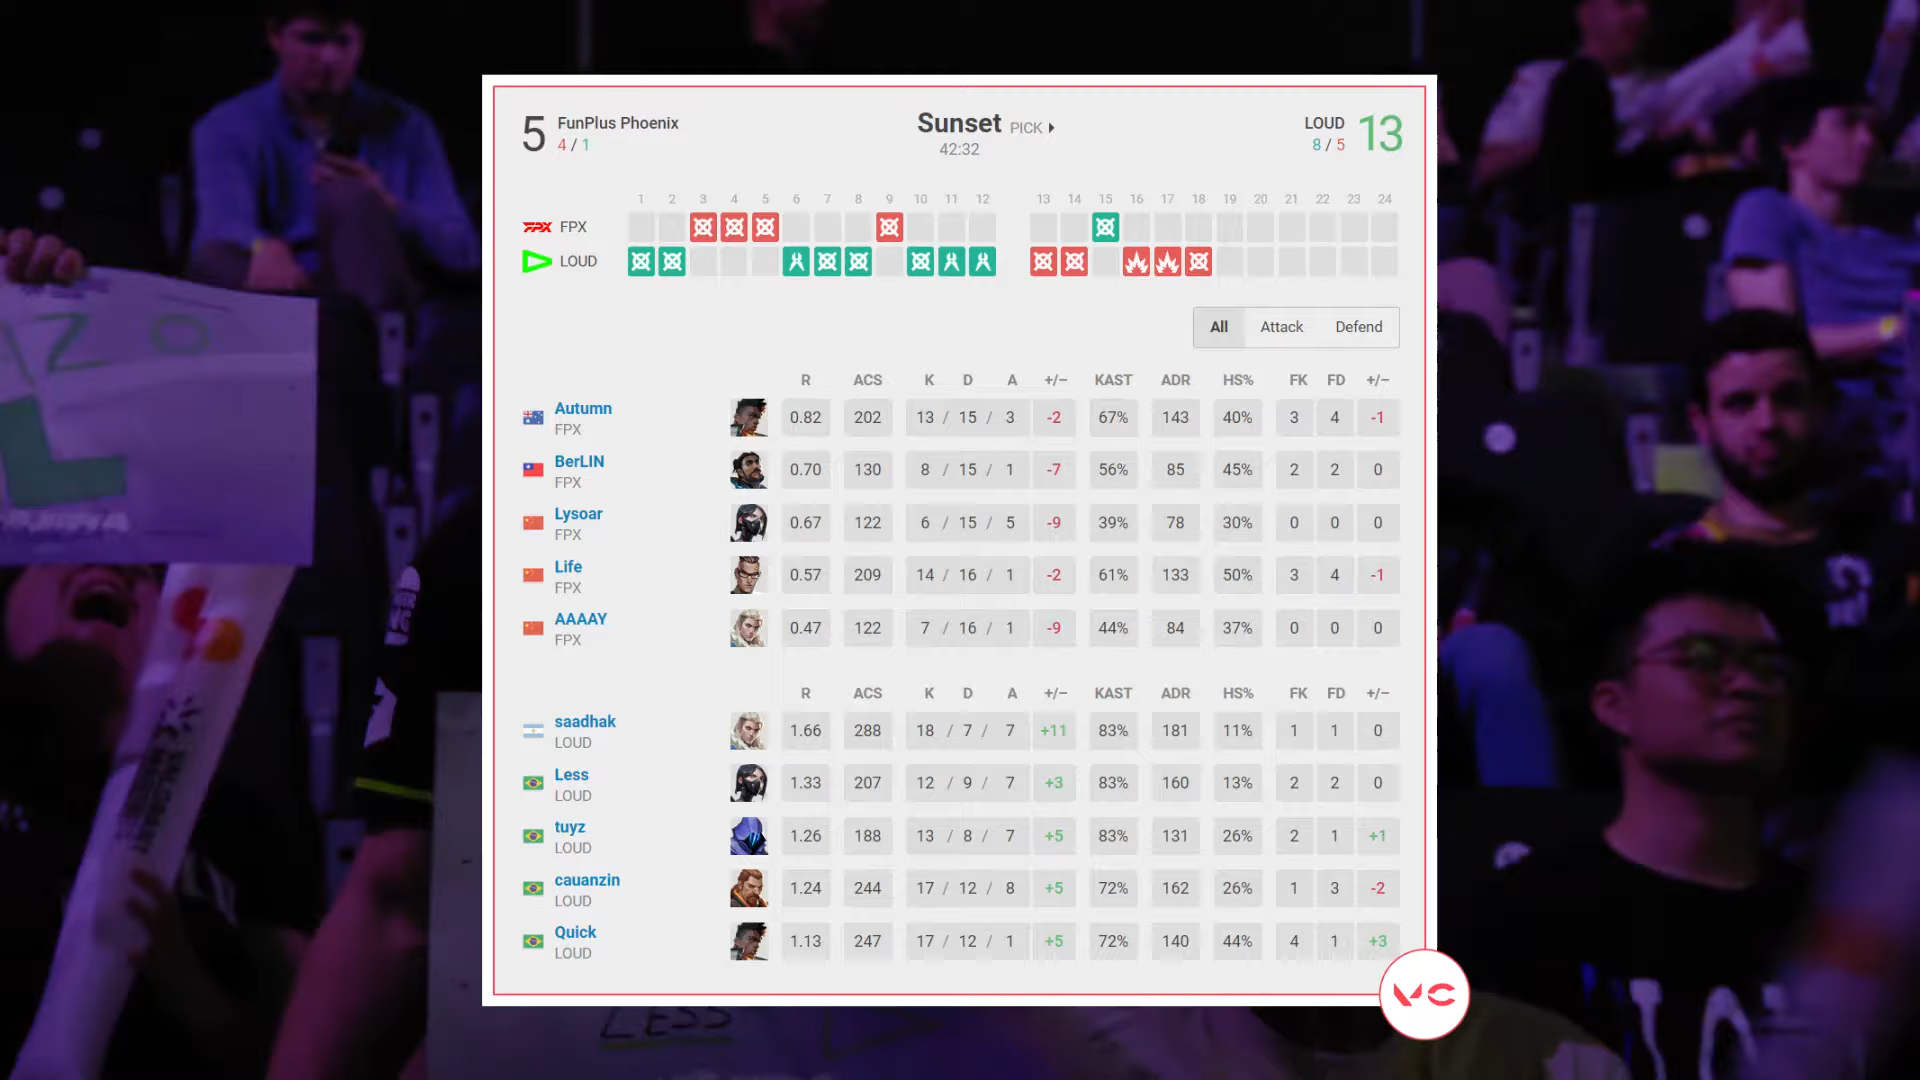 5 FunPlus Phoenix Sunset PICK LOUD 13
4 / 1 42:32 8 / 5
1 2 3 4 5 6 7 8 9 10 11 12 13 14 15 16 17 18 19 20 21 22 23 24
FPX FPX
LOUD
All Attack Defend
R ACS K D A +/− KAST ADR HS% FK FD +/−
Autumn 0.82 202 13 / 15 / 3 -2 67% 143 40% 3 4 -1
FPX
BerLIN 0.70 130 8 / 15 / 1 -7 56% 85 45% 2 2 0
FPX
Lysoar 0.67 122 6 / 15 / 5 -9 39% 78 30% 0 0 0
FPX
Life 0.57 209 14 / 16 / 1 -2 61% 133 50% 3 4 -1
FPX
AAAAY 0.47 122 7 / 16 / 1 -9 44% 84 37% 0 0 0
FPX
R ACS K D A +/− KAST ADR HS% FK FD +/−
saadhak 1.66 288 18 / 7 / 7 +11 83% 181 11% 1 1 0
LOUD
Less 1.33 207 12 / 9 / 7 +3 83% 160 13% 2 2 0
LOUD
tuyz 1.26 188 13 / 8 / 7 +5 83% 131 26% 2 1 +1
LOUD
cauanzin 1.24 244 17 / 12 / 8 +5 72% 162 26% 1 3 -2
LOUD
Quick 1.13 247 17 / 12 / 1 +5 72% 140 44% 4 1 +3
LOUD
VC
LESS